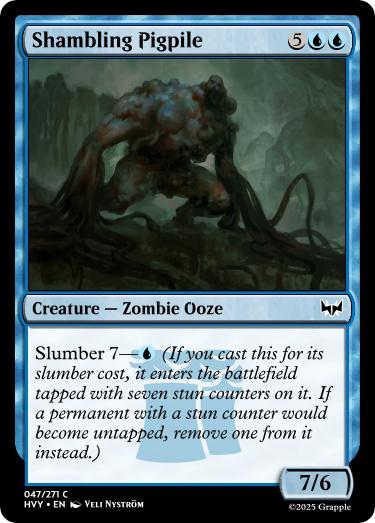 Shambling Pigpile 5
Creature — Zombie Ooze
Slumber 7— (If you cast this for its
slumber cost, it enters the battlefield
tapped with seven stun counters on it. If
a permanent with a stun counter would
become untapped, remove one from it
instead.)
7/6
047/271 C
HVY • EN Veli Nyström
©2025 Grapple